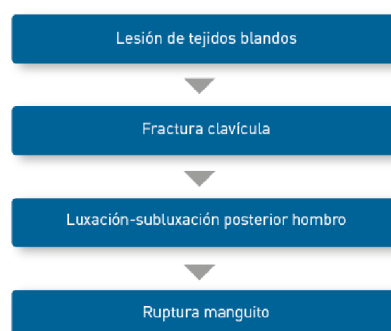 Lesión de tejidos blandos
Fractura clavícula
Luxación-subluxación posterior hombro
Ruptura manguito